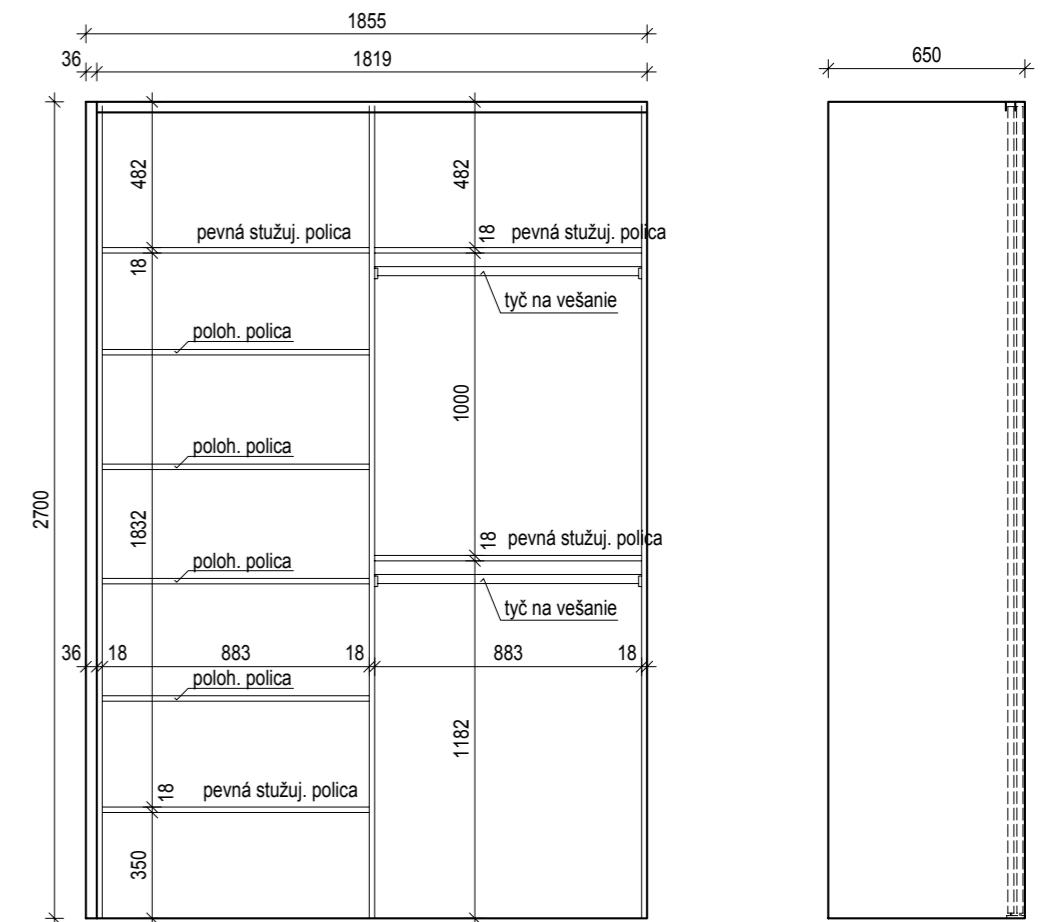 1855
650
36
1819
482
482
pevná stužuj. polica
18
pevná stužuj. polica
18
tyč na vešanie
poloh. polica
1000
poloh. polica
2700
1832
18
pevná stužuj. polica
poloh. polica
tyč na vešanie
36
18
883
18
883
18
poloh. polica
1182
18
pevná stužuj. polica
350